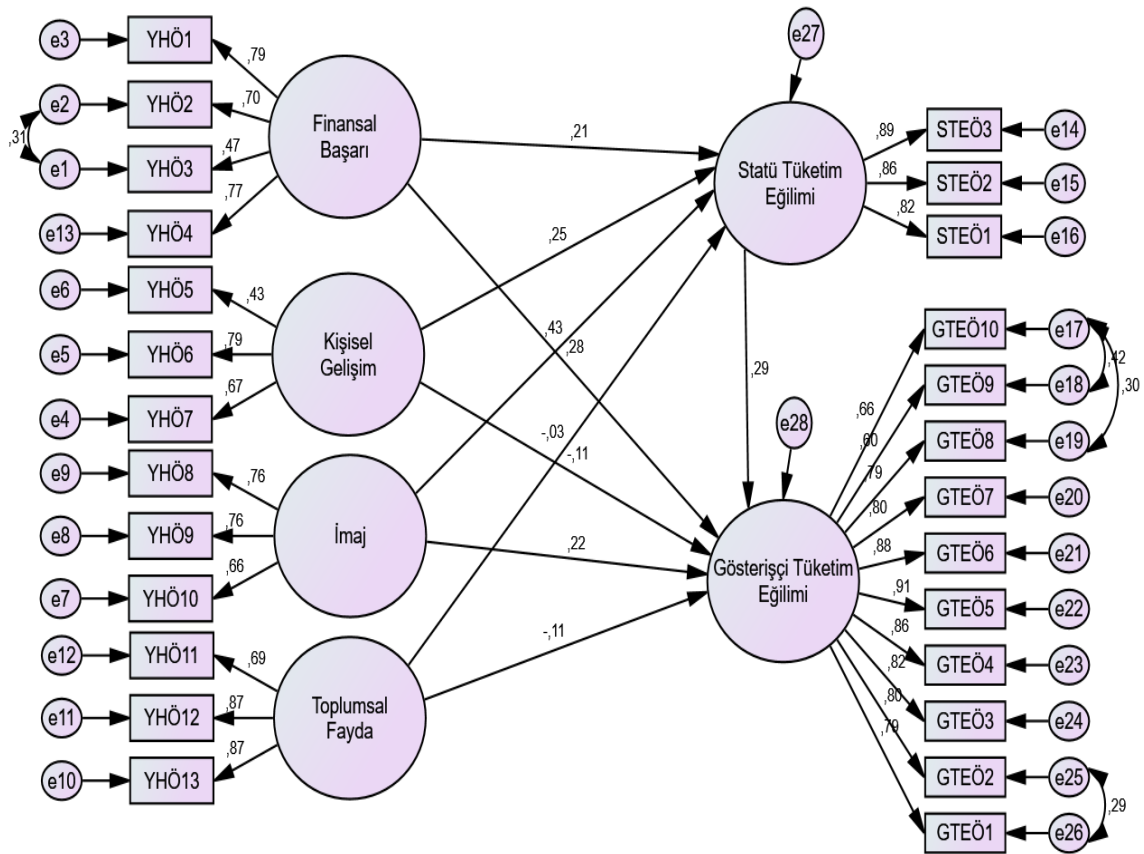 e3
YHÖ1
,79
e2
YHÖ2
,70
,31
e1
YHÖ3
,47
e13
YHÖ4
,77
e6
YHÖ5
,43
e5
YHÖ6
,79
e4
YHÖ7
,67
e9
YHÖ8
,76
e8
YHÖ9
,76
e7
YHÖ10
,66
e12
YHÖ11
,69
e11
YHÖ12
,87
e10
YHÖ13
,87
Finansal
Başarı
Kişisel
Gelişim
İmaj
Toplumsal
Fayda
,21
,25
,43
,28
-,03
-,11
,22
-,11
,29
e27
Statü Tüketim
Eğilimi
e28
Gösterişçi Tüketim
Eğilimi
,89
STEÖ3
e14
,86
STEÖ2
e15
,82
STEÖ1
e16
,66
GTEÖ10
e17
,60
GTEÖ9
e18
,42
,30
,79
GTEÖ8
e19
,80
GTEÖ7
e20
,88
GTEÖ6
e21
,91
GTEÖ5
e22
,86
GTEÖ4
e23
,82
GTEÖ3
e24
,80
GTEÖ2
e25
,29
,79
GTEÖ1
e26